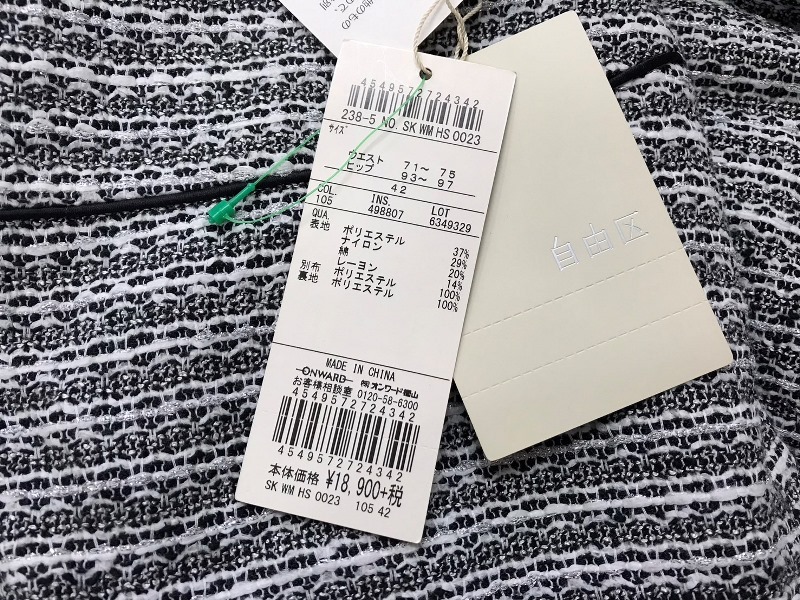 4549572724342
238-5 NO. SK WM HS 0023
サイズ
ウエスト 71～ 75
ヒップ 93～ 97
42
COL. INS. LOT
105 498807 6349329
QUA.
表地 ポリエステル 37%
ナイロン 29%
綿 20%
レーヨン 14%
別布 ポリエステル 100%
裏地 ポリエステル 100%
MADE IN CHINA
ONWARD ㈱オンワード樫山
お客様相談室 0120-58-6300
4549572724342
4549572724342
本体価格 ¥18,900+税
SK WM HS 0023 105 42
自由区